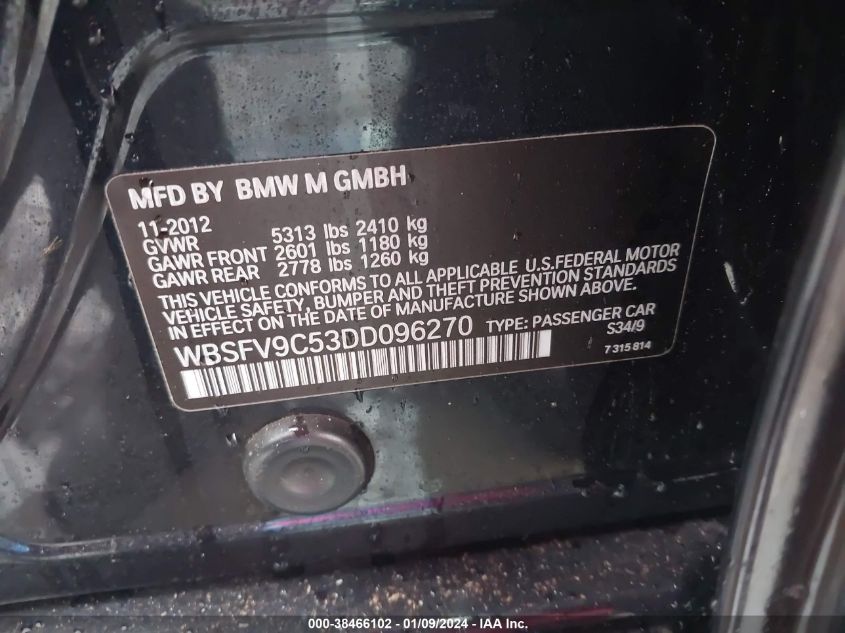 MFD BY BMW M GMBH
11-2012
GVWR 5313 lbs 2410 kg
GAWR FRONT 2601 lbs 1180 kg
GAWR REAR 2778 lbs 1260 kg
THIS VEHICLE CONFORMS TO ALL APPLICABLE U.S.FEDERAL MOTOR
VEHICLE SAFETY, BUMPER AND THEFT PREVENTION STANDARDS
IN EFFECT ON THE DATE OF MANUFACTURE SHOWN ABOVE.
WBSFV9C53DD096270 TYPE: PASSENGER CAR
S34/9
7 315 814
000-38466102 - 01/09/2024 - IAAI.com